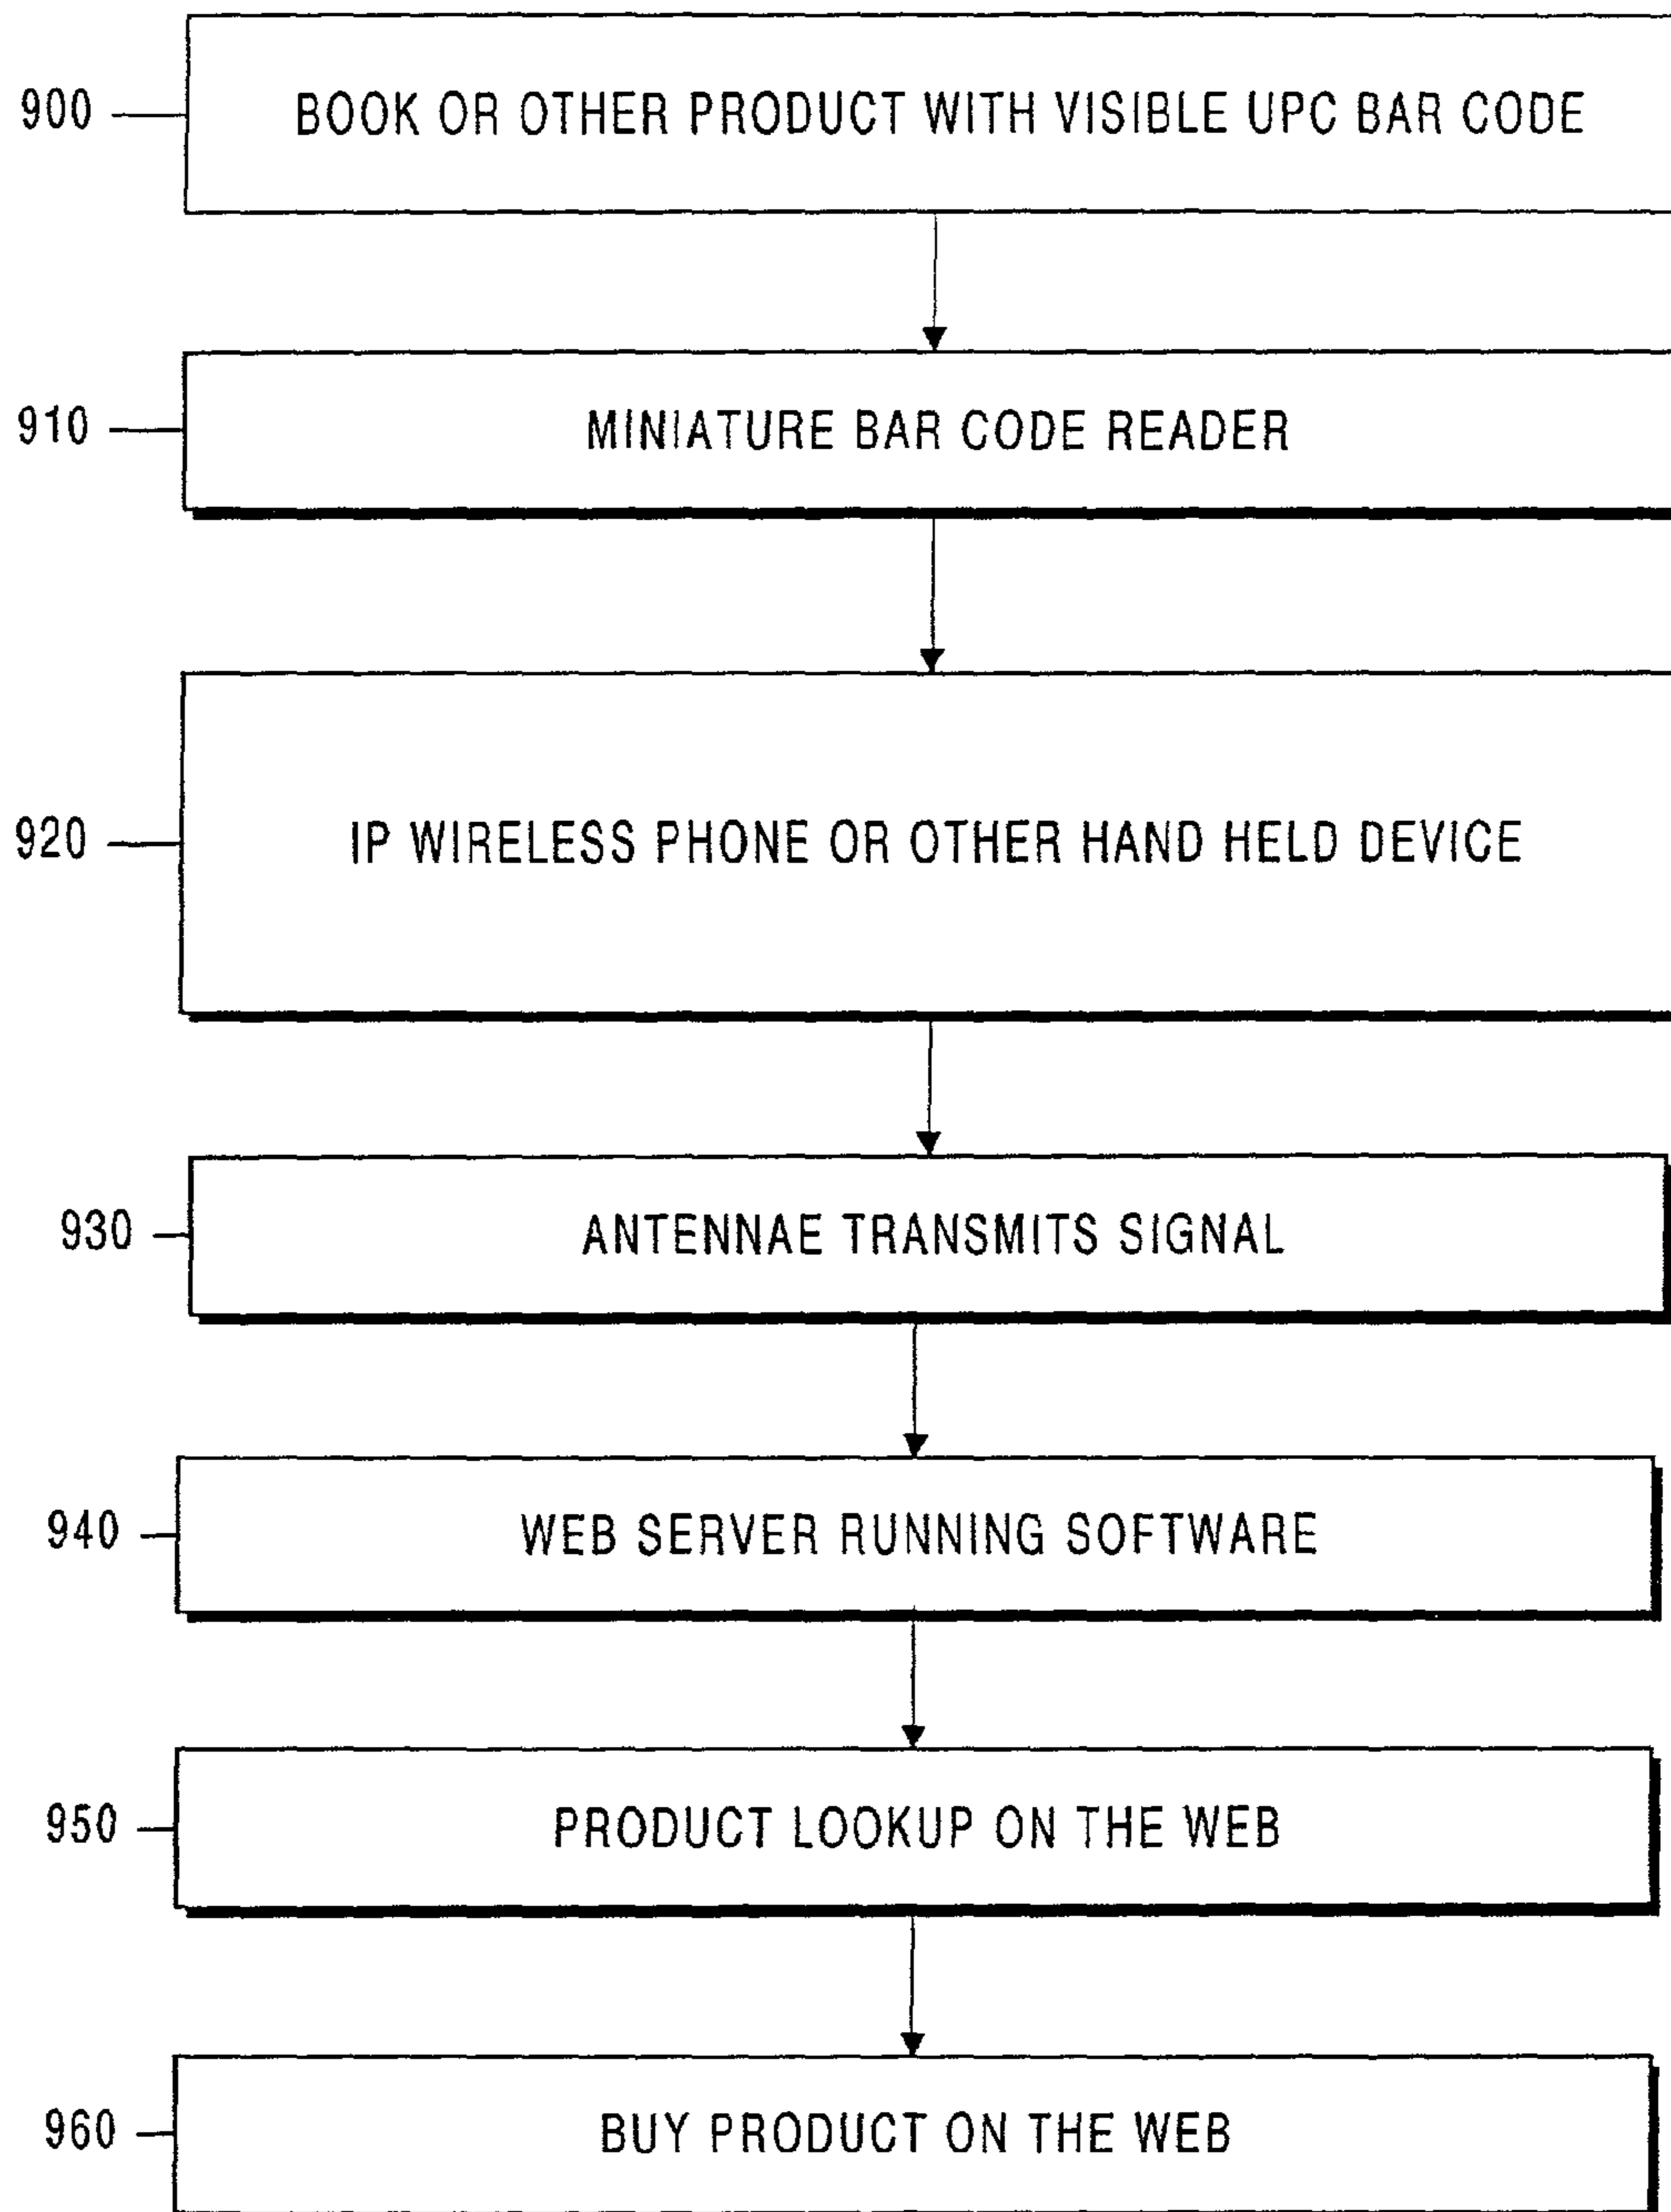 900 BOOK OR OTHER PRODUCT WITH VISIBLE UPC BAR CODE
910 MINIATURE BAR CODE READER
920 IP WIRELESS PHONE OR OTHER HAND HELD DEVICE
930 ANTENNAE TRANSMITS SIGNAL
940 WEB SERVER RUNNING SOFTWARE
950 PRODUCT LOOKUP ON THE WEB
960 BUY PRODUCT ON THE WEB